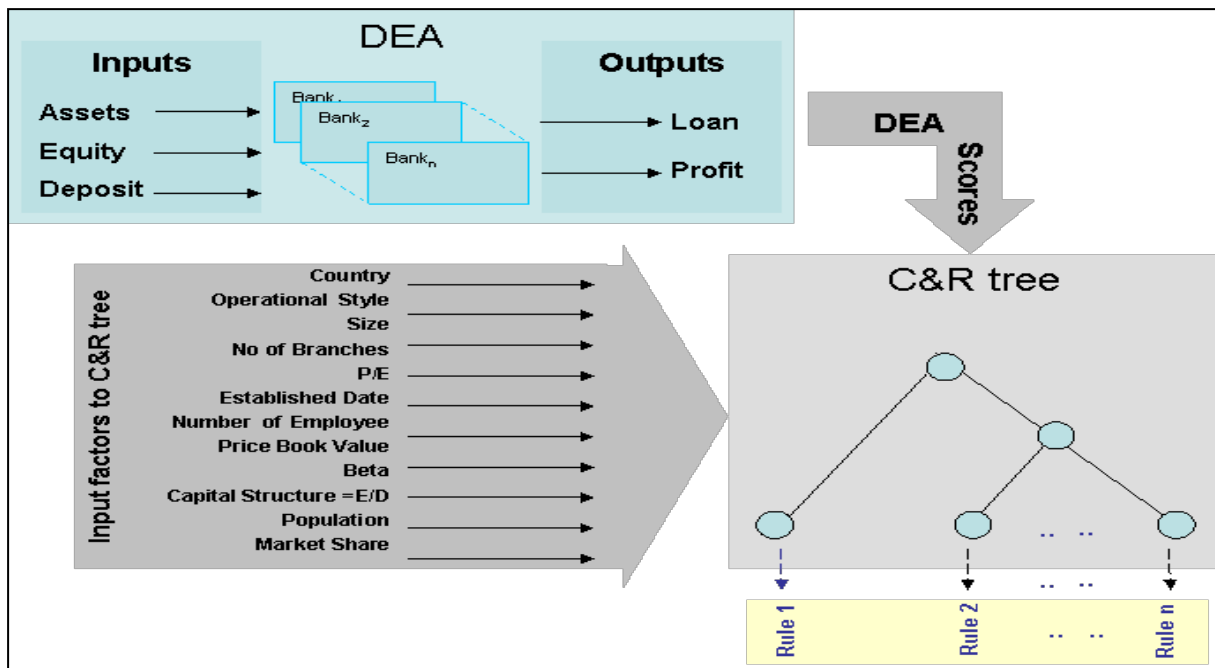 DEA
Inputs
Assets
Equity
Deposit
Bank1
Bank2
Bankn
Outputs
Loan
Profit
DEA
Scores
Input factors to C&R tree
Country
Operational Style
Size
No of Branches
P/E
Established Date
Number of Employee
Price Book Value
Beta
Capital Structure =E/D
Population
Market Share
C&R tree
.. ..
.. ..
Rule 1
Rule 2
.. ..
Rule n